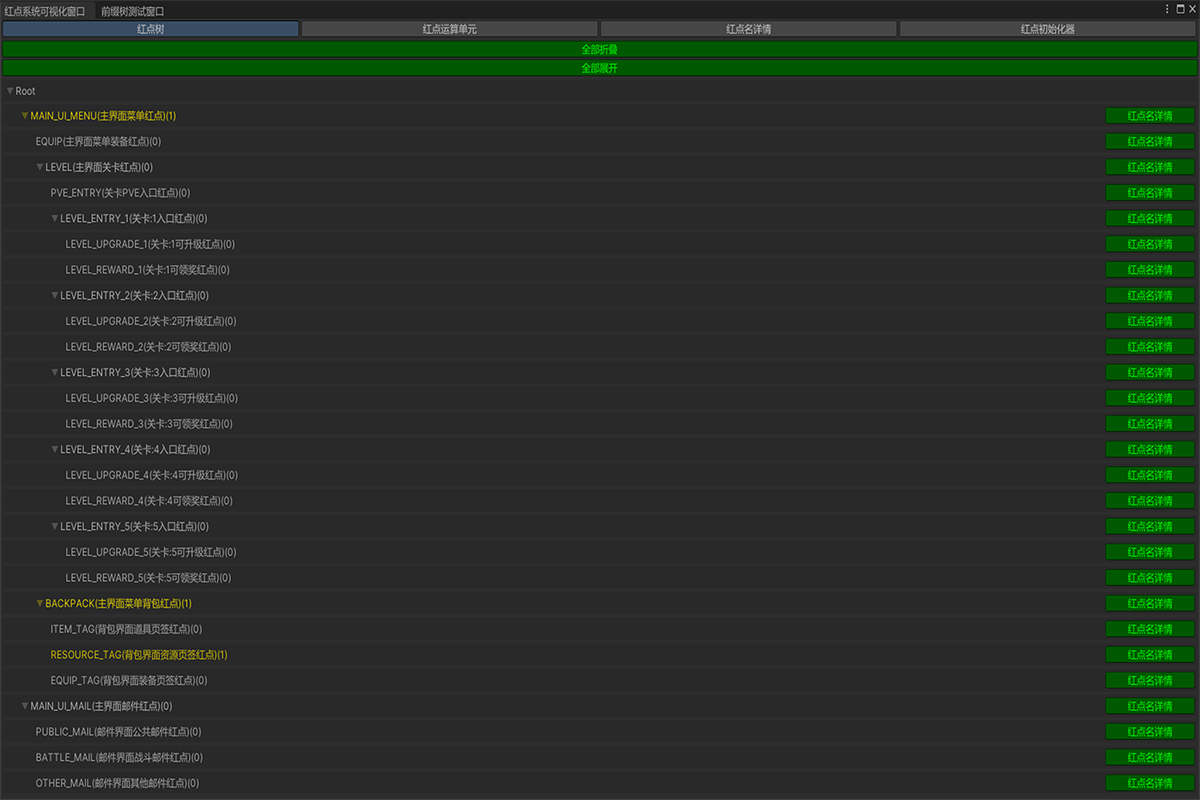 红点系统可视化窗口 前缀树测试窗口
红点树 红点运算单元 红点名详情 红点初始化器
全部折叠
全部展开
Root
MAIN_UI_MENU(主界面菜单红点)(1) 红点名详情
EQUIP(主界面菜单装备红点)(0) 红点名详情
LEVEL(主界面关卡红点)(0) 红点名详情
PVE_ENTRY(关卡PVE入口红点)(0) 红点名详情
LEVEL_ENTRY_1(关卡:1入口红点)(0) 红点名详情
LEVEL_UPGRADE_1(关卡:1可升级红点)(0) 红点名详情
LEVEL_REWARD_1(关卡:1可领奖红点)(0) 红点名详情
LEVEL_ENTRY_2(关卡:2入口红点)(0) 红点名详情
LEVEL_UPGRADE_2(关卡:2可升级红点)(0) 红点名详情
LEVEL_REWARD_2(关卡:2可领奖红点)(0) 红点名详情
LEVEL_ENTRY_3(关卡:3入口红点)(0) 红点名详情
LEVEL_UPGRADE_3(关卡:3可升级红点)(0) 红点名详情
LEVEL_REWARD_3(关卡:3可领奖红点)(0) 红点名详情
LEVEL_ENTRY_4(关卡:4入口红点)(0) 红点名详情
LEVEL_UPGRADE_4(关卡:4可升级红点)(0) 红点名详情
LEVEL_REWARD_4(关卡:4可领奖红点)(0) 红点名详情
LEVEL_ENTRY_5(关卡:5入口红点)(0) 红点名详情
LEVEL_UPGRADE_5(关卡:5可升级红点)(0) 红点名详情
LEVEL_REWARD_5(关卡:5可领奖红点)(0) 红点名详情
BACKPACK(主界面菜单背包红点)(1) 红点名详情
ITEM_TAG(背包界面道具页签红点)(0) 红点名详情
RESOURCE_TAG(背包界面资源页签红点)(1) 红点名详情
EQUIP_TAG(背包界面装备页签红点)(0) 红点名详情
MAIN_UI_MAIL(主界面邮件红点)(0) 红点名详情
PUBLIC_MAIL(邮件界面公共邮件红点)(0) 红点名详情
BATTLE_MAIL(邮件界面战斗邮件红点)(0) 红点名详情
OTHER_MAIL(邮件界面其他邮件红点)(0) 红点名详情